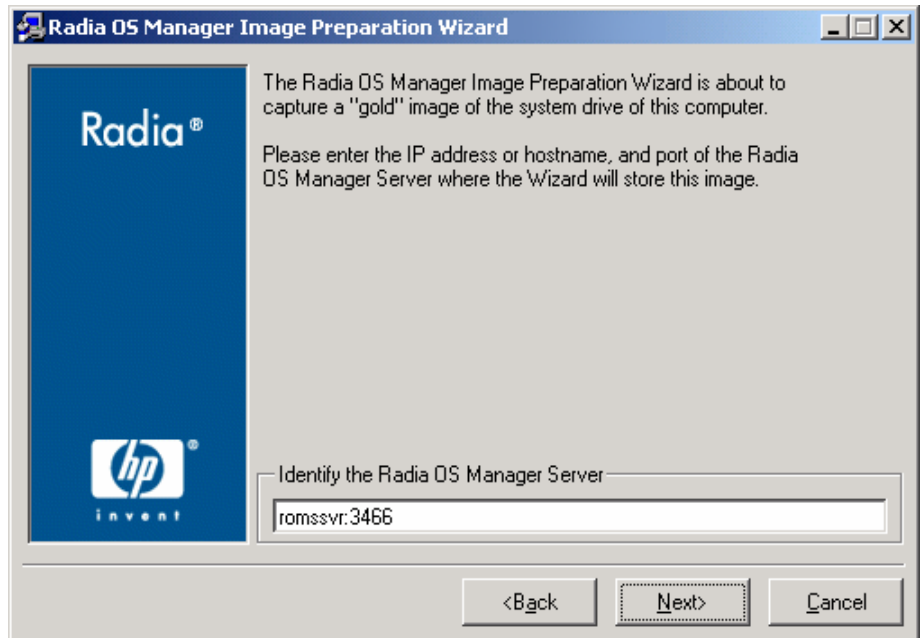 Radia OS Manager Image Preparation Wizard
Radia®
The Radia OS Manager Image Preparation Wizard is about to
capture a "gold" image of the system drive of this computer.
Please enter the IP address or hostname, and port of the Radia
OS Manager Server where the Wizard will store this image.
hp®
invent
Identify the Radia OS Manager Server
romssvr:3466
<Back
Next>
Cancel